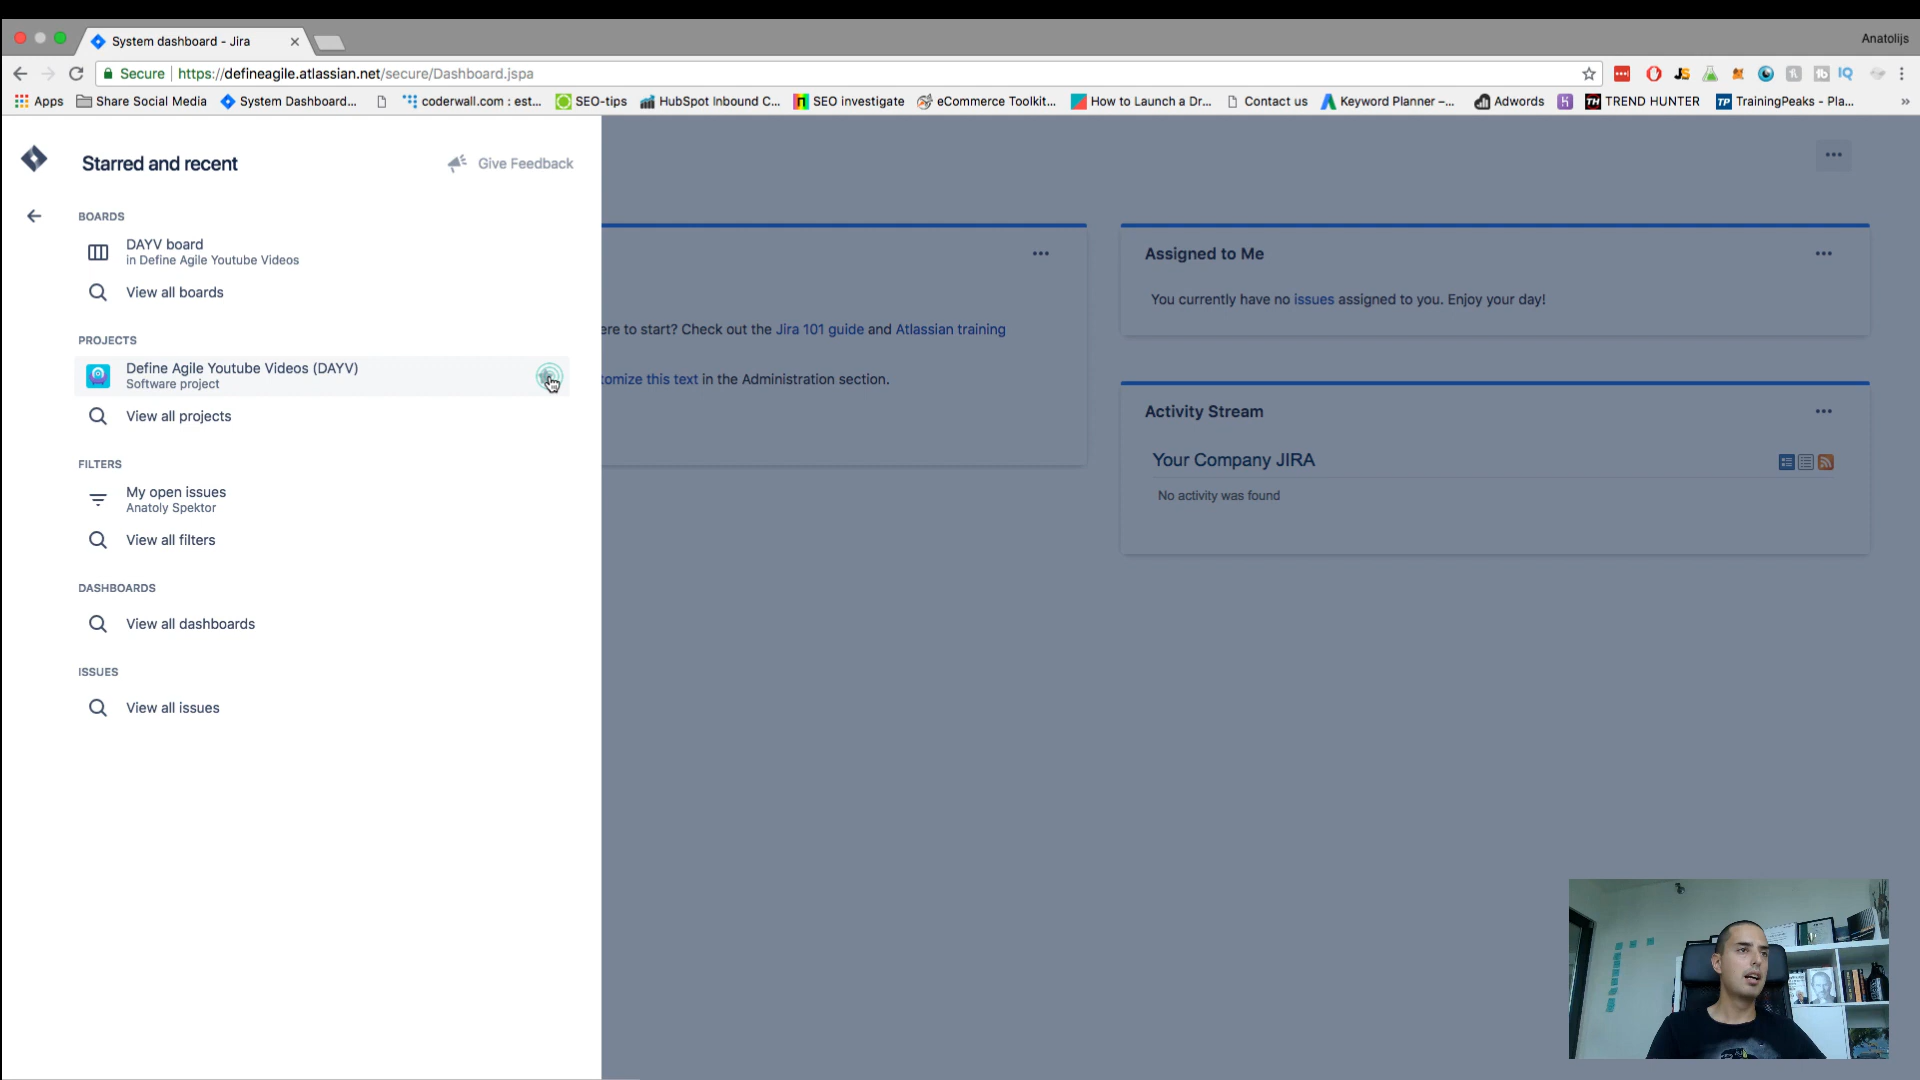 System dashboard - Jira
Anatolijs
Secure
https://defineagile.atlassian.net/secure/Dashboard.jspa
Apps
Share Social Media
System Dashboard...
coderwall.com : est...
SEO-tips
HubSpot Inbound C...
SEO investigate
eCommerce Toolkit...
How to Launch a Dr...
Contact us
Keyword Planner –...
Adwords
TH TREND HUNTER
TP TrainingPeaks - Pla...
Starred and recent
Give Feedback
BOARDS
DAYV board
in Define Agile Youtube Videos
View all boards
PROJECTS
Define Agile Youtube Videos (DAYV)
Software project
View all projects
FILTERS
My open issues
Anatoly Spektor
View all filters
DASHBOARDS
View all dashboards
ISSUES
View all issues
ere to start? Check out the Jira 101 guide and Atlassian training
tomize this text in the Administration section.
Assigned to Me
You currently have no issues assigned to you. Enjoy your day!
Activity Stream
Your Company JIRA
No activity was found